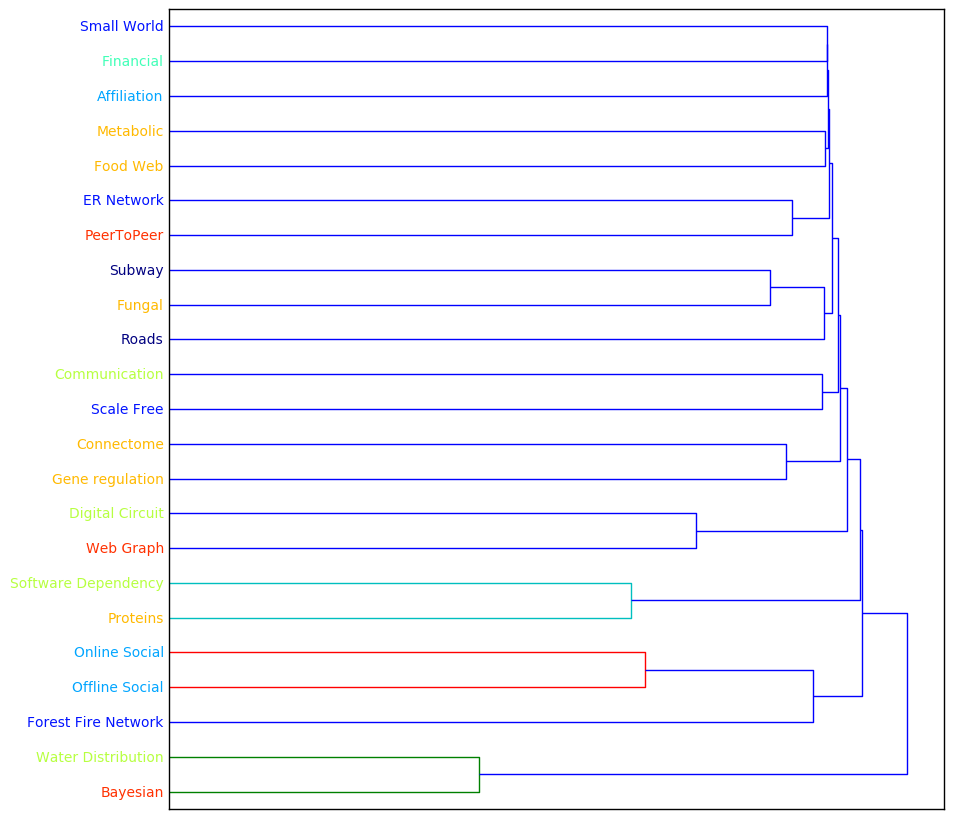 Small World
Financial
Affiliation
Metabolic
Food Web
ER Network
PeerToPeer
Subway
Fungal
Roads
Communication
Scale Free
Connectome
Gene regulation
Digital Circuit
Web Graph
Software Dependency
Proteins
Online Social
Offline Social
Forest Fire Network
Water Distribution
Bayesian